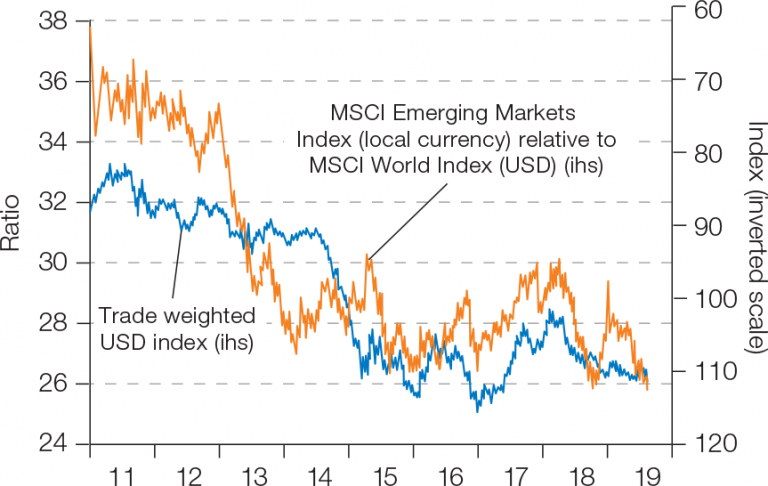 38
36
34
32
30
28
26
24
Ratio
60
70
80
90
100
110
120
Index (inverted scale)
MSCI Emerging Markets
Index (local currency) relative to
MSCI World Index (USD) (ihs)
Trade weighted
USD index (ihs)
11 12 13 14 15 16 17 18 19